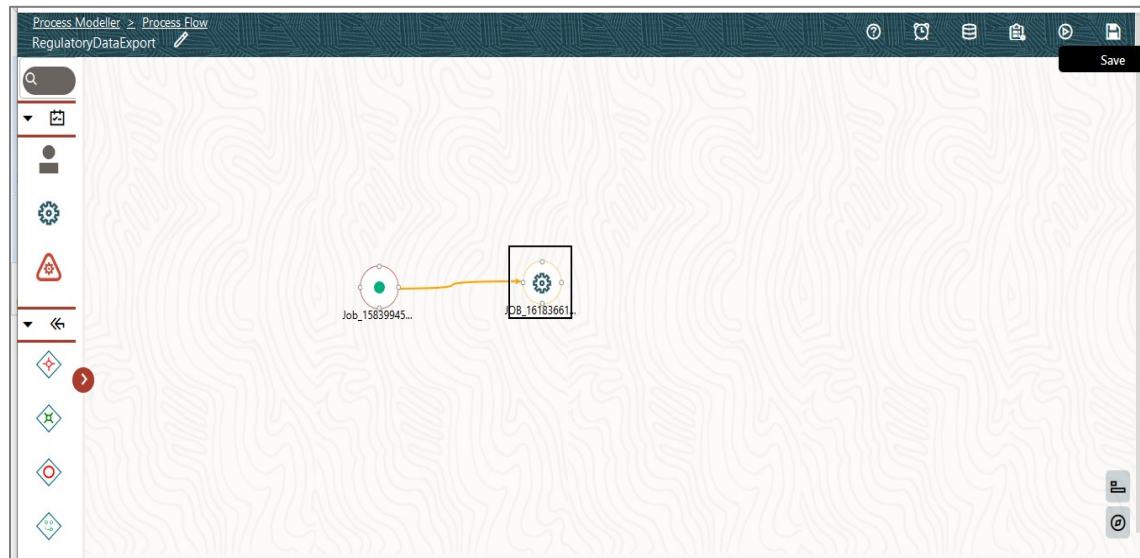 Process Modeller > Process Flow
RegulatoryDataExport
Save
Job_15839945...
JOB_16183661...